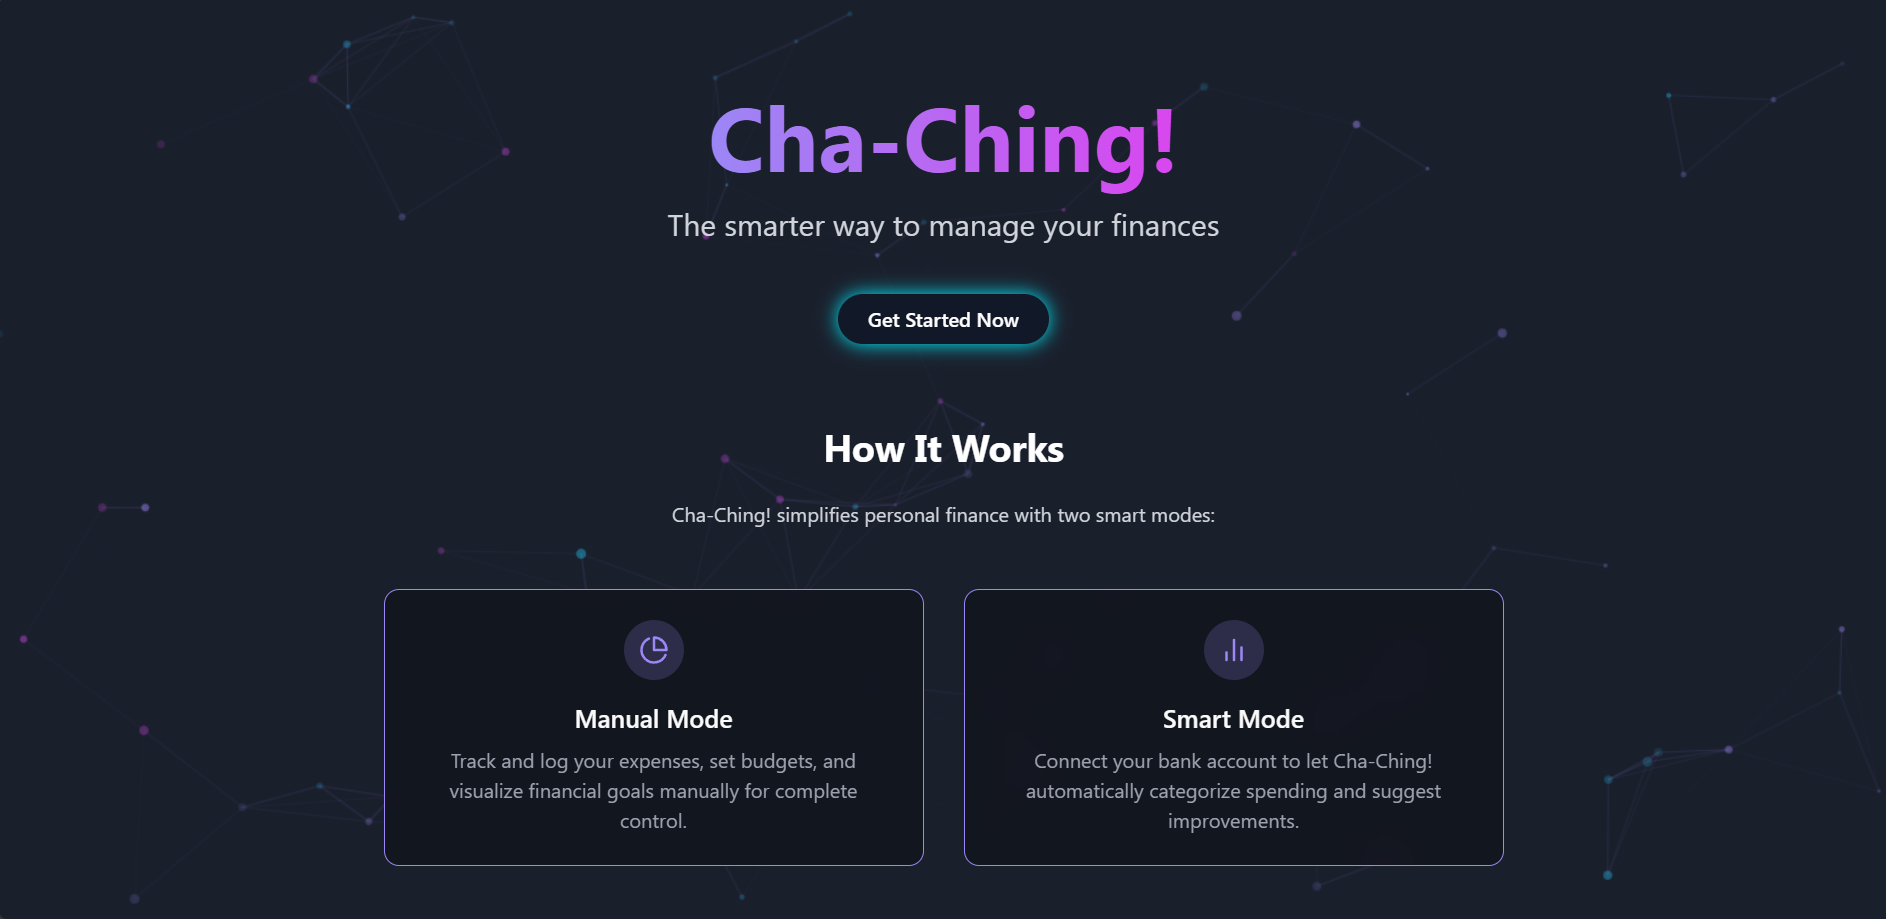 Cha-Ching!
The smarter way to manage your finances
Get Started Now
How It Works
Cha-Ching! simplifies personal finance with two smart modes:
Manual Mode
Track and log your expenses, set budgets, and
visualize financial goals manually for complete
control.
Smart Mode
Connect your bank account to let Cha-Ching!
automatically categorize spending and suggest
improvements.